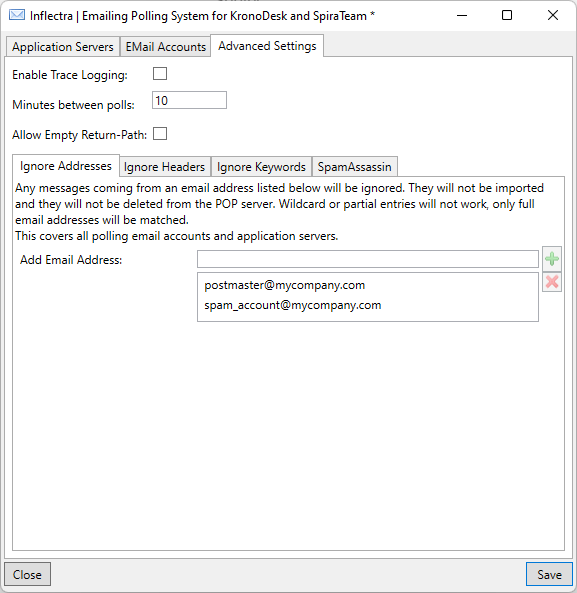 Inflectra | Emailing Polling System for KronoDesk and SpiraTeam *
Application Servers
EMail Accounts
Advanced Settings
Enable Trace Logging:
Minutes between polls:
10
Allow Empty Return-Path:
Ignore Addresses
Ignore Headers
Ignore Keywords
SpamAssassin
Any messages coming from an email address listed below will be ignored. They will not be imported
and they will not be deleted from the POP server. Wildcard or partial entries will not work, only full
email addresses will be matched.
This covers all polling email accounts and application servers.
Add Email Address:
postmaster@mycompany.com
spam_account@mycompany.com
Close
Save